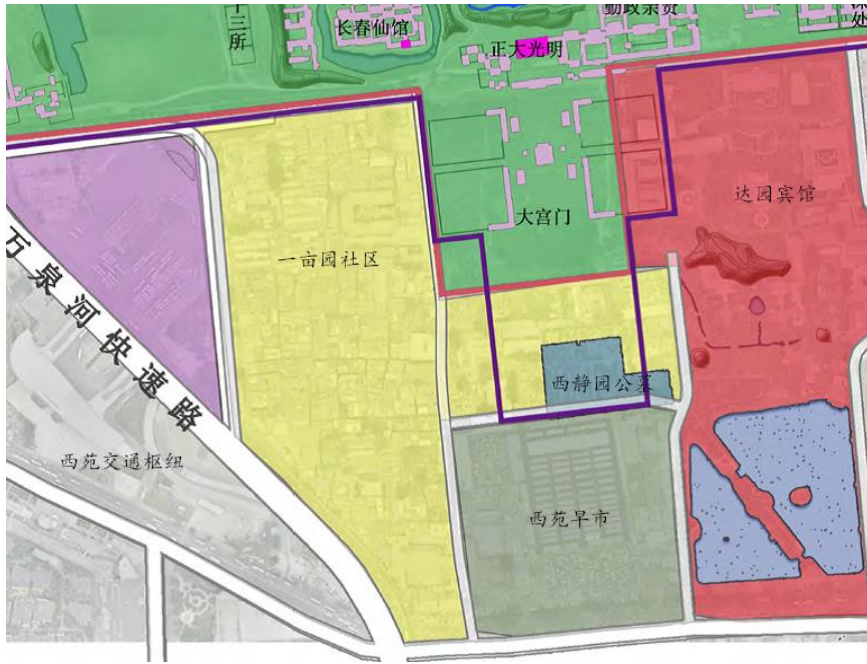 十三所
长春仙馆
正大光明
勤政亲贤
处
大宫门
达园宾馆
一亩园社区
万泉河快速路
西静园公墓
西苑交通枢纽
西苑早市